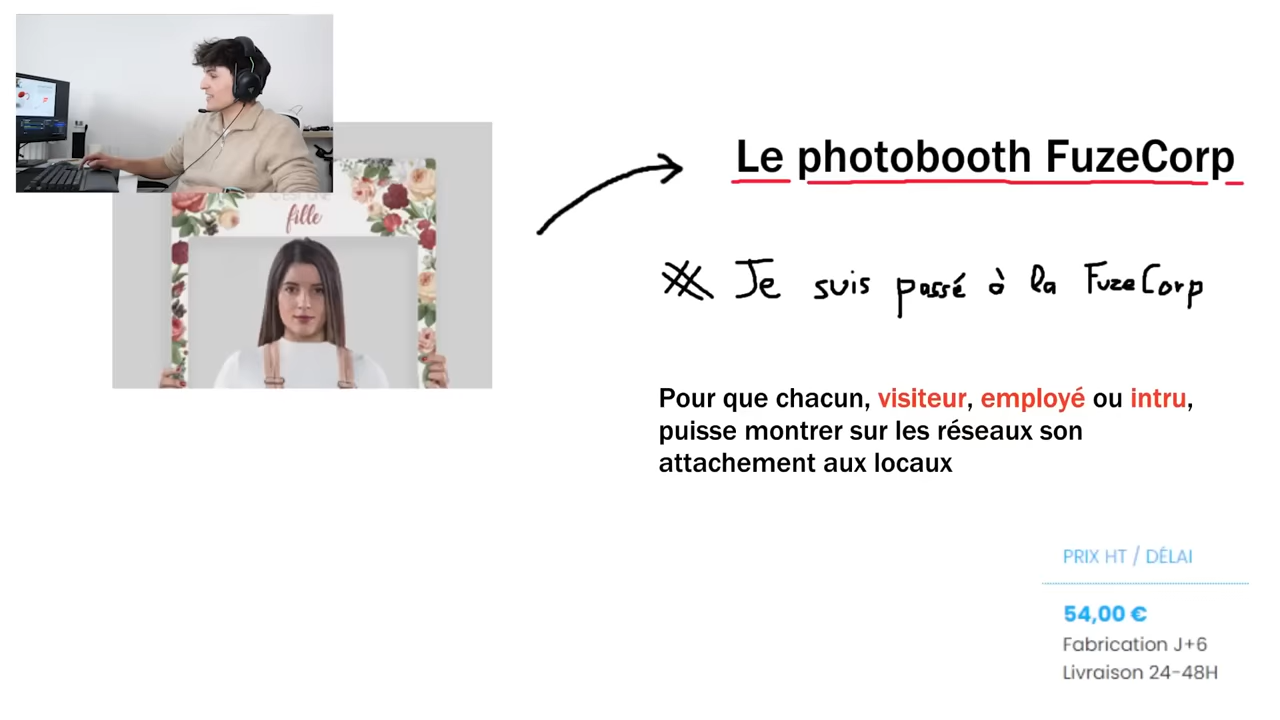 fille
Le photobooth FuzeCorp
Je suis passé à la FuzeCorp
Pour que chacun, visiteur, employé ou intru,
puisse montrer sur les réseaux son
attachement aux locaux
PRIX HT / DÉLAI
54,00 €
Fabrication J+6
Livraison 24-48H